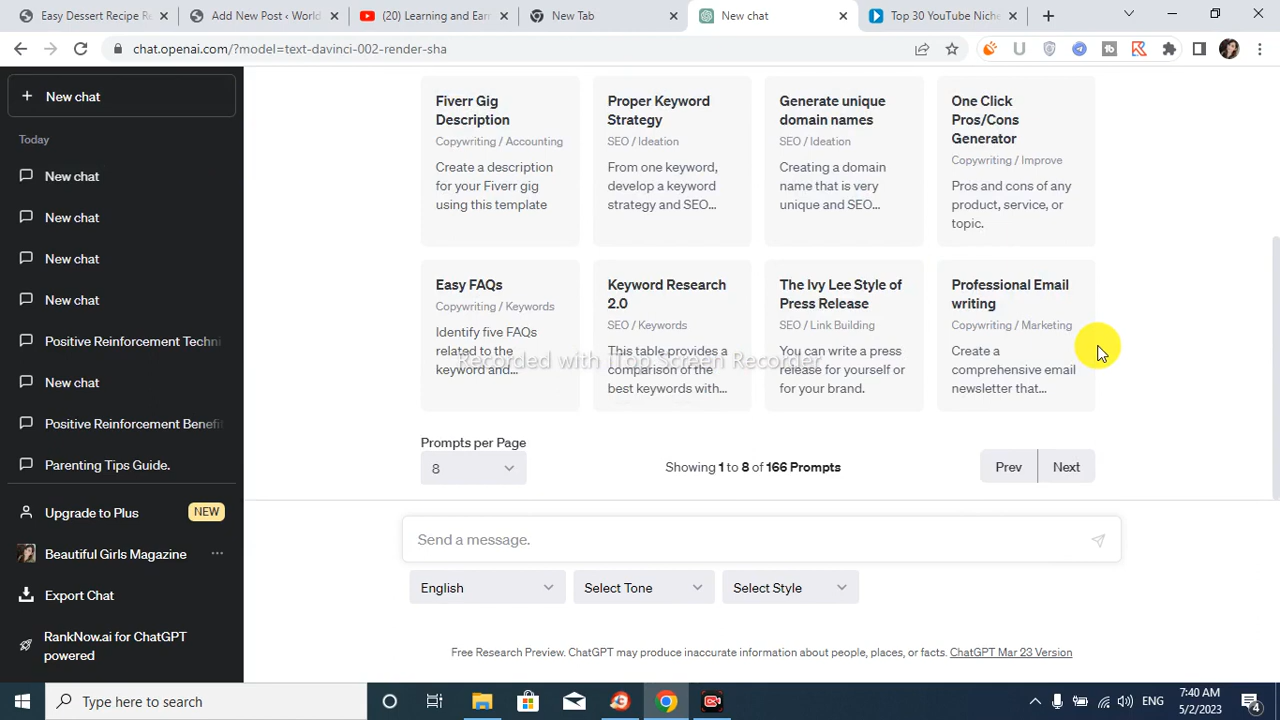 Easy Dessert Recipe R
Add New Post ‹ World
(20) Learning and Earn
New Tab
New chat
Top 30 YouTube Niche
chat.openai.com/?model=text-davinci-002-render-sha
New chat
Today
New chat
New chat
New chat
New chat
Positive Reinforcement Techni
New chat
Positive Reinforcement Benefi
Parenting Tips Guide.
Upgrade to Plus
NEW
Beautiful Girls Magazine
Export Chat
RankNow.ai for ChatGPT
powered
Fiverr Gig
Description
Copywriting / Accounting
Create a description
for your Fiverr gig
using this template
Proper Keyword
Strategy
SEO / Ideation
From one keyword,
develop a keyword
strategy and SEO...
Generate unique
domain names
SEO / Ideation
Creating a domain
name that is very
unique and SEO...
One Click
Pros/Cons
Generator
Copywriting / Improve
Pros and cons of any
product, service, or
topic.
Easy FAQs
Copywriting / Keywords
Identify five FAQs
related to the
keyword and...
Keyword Research
2.0
SEO / Keywords
This table provides a
comparison of the
best keywords with...
The Ivy Lee Style of
Press Release
SEO / Link Building
You can write a press
release for yourself or
for your brand.
Professional Email
writing
Copywriting / Marketing
Create a
comprehensive email
newsletter that...
Recorded with iTop Screen Recorder
Prompts per Page
8
Showing 1 to 8 of 166 Prompts
Prev
Next
Send a message.
English
Select Tone
Select Style
Free Research Preview. ChatGPT may produce inaccurate information about people, places, or facts. ChatGPT Mar 23 Version
Type here to search
ENG
7:40 AM
5/2/2023
4